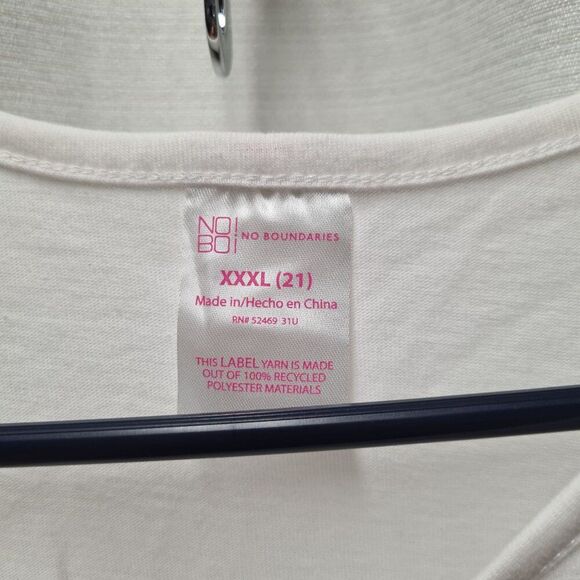 NO!
BO!
NO BOUNDARIES
XXXL (21)
Made in/Hecho en China
RN# 52469 31U
THIS LABEL YARN IS MADE
OUT OF 100% RECYCLED
POLYESTER MATERIALS